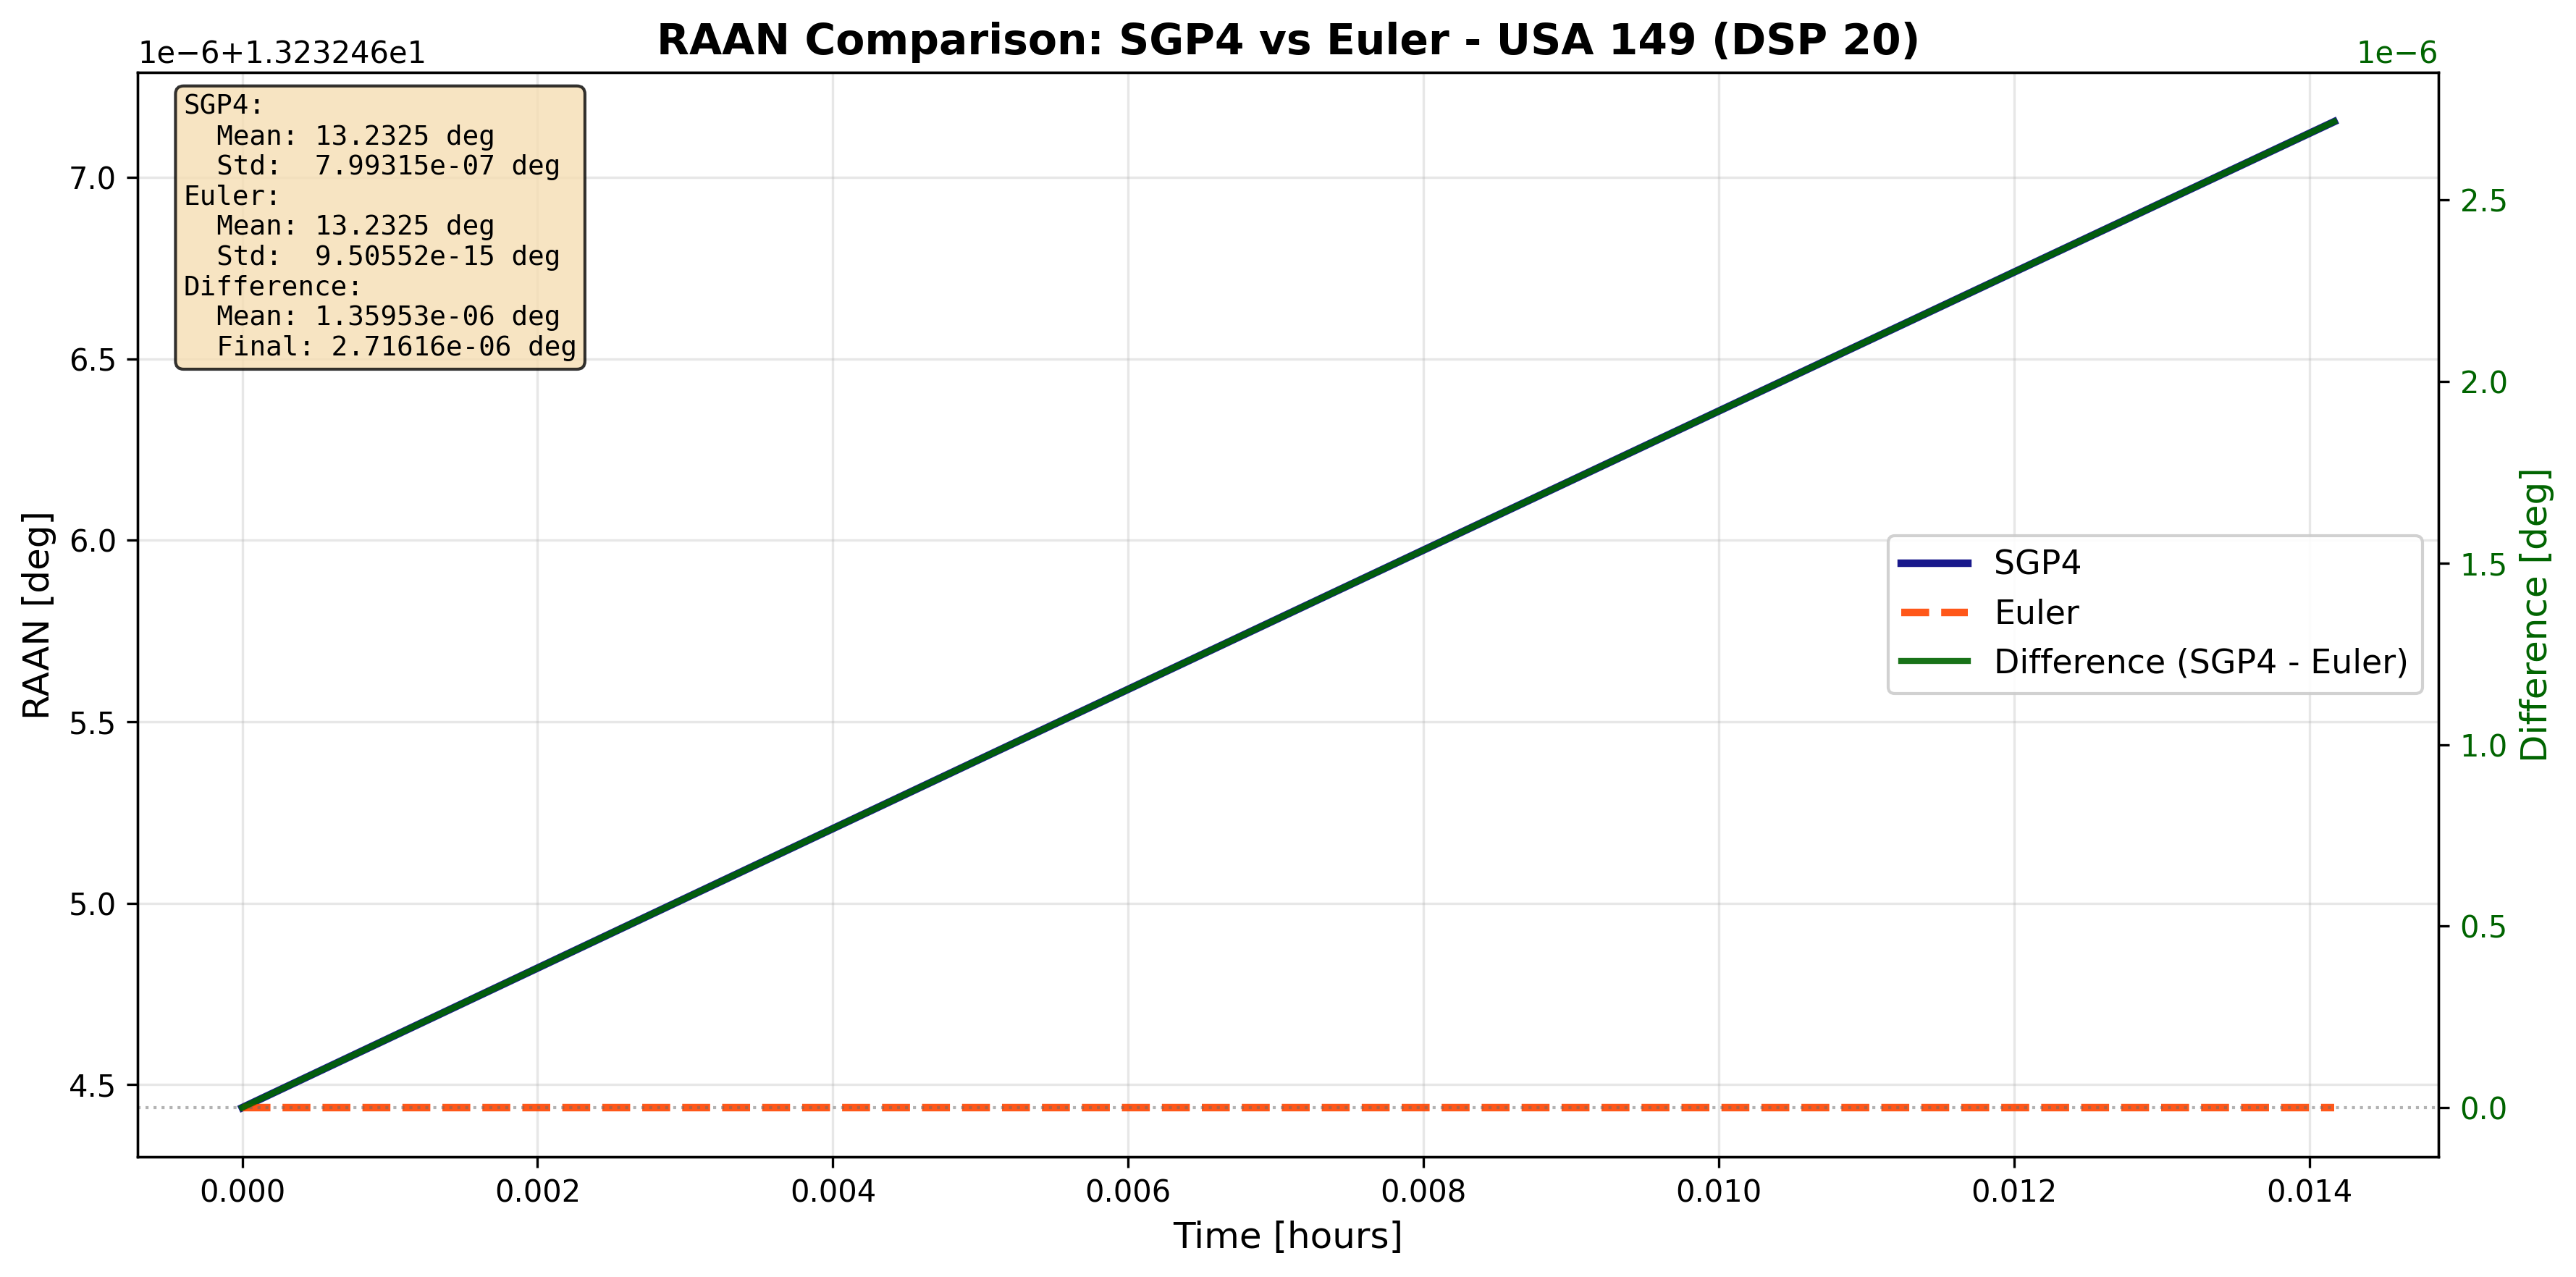 RAAN Comparison: SGP4 vs Euler - USA 149 (DSP 20)
1e−6+1.323246e1
1e−6
SGP4:
Mean: 13.2325 deg
Std: 7.99315e-07 deg
Euler:
Mean: 13.2325 deg
Std: 9.50552e-15 deg
Difference:
Mean: 1.35953e-06 deg
Final: 2.71616e-06 deg
RAAN [deg]
7.0
6.5
6.0
5.5
5.0
4.5
SGP4
Euler
Difference (SGP4 - Euler)
2.5
2.0
1.5
1.0
0.5
0.0
Difference [deg]
0.000 0.002 0.004 0.006 0.008 0.010 0.012 0.014
Time [hours]